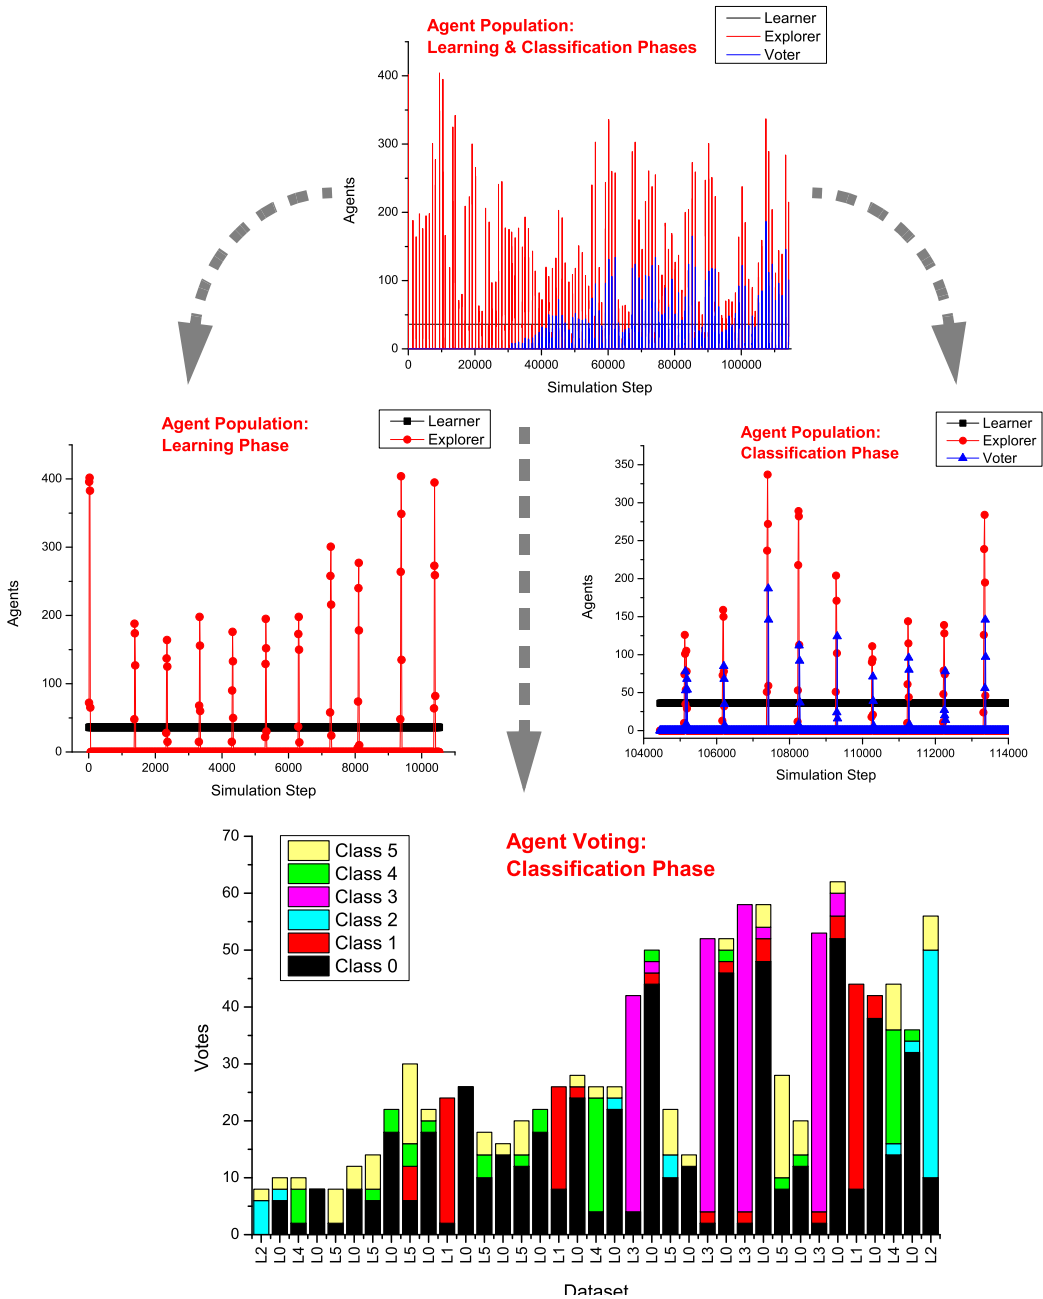 Agent Population:
Learning & Classification Phases
Learner
Explorer
Voter
Agents
400
300
200
100
0
0 20000 40000 60000 80000 100000
Simulation Step
Agent Population:
Learning Phase
Learner
Explorer
Agents
400
300
200
100
0
0 2000 4000 6000 8000 10000
Simulation Step
Agent Population:
Classification Phase
Learner
Explorer
Voter
Agents
350
300
250
200
150
100
50
0
104000 106000 108000 110000 112000 114000
Simulation Step
Agent Voting:
Classification Phase
Class 5
Class 4
Class 3
Class 2
Class 1
Class 0
Votes
70
60
50
40
30
20
10
0
L2 L0 L4 L0 L5 L0 L5 L0 L5 L0 L1 L0 L5 L0 L5 L0 L1 L0 L4 L0 L3 L0 L5 L0 L3 L0 L3 L0 L5 L0 L3 L0 L1 L0 L4 L0 L2
Dataset